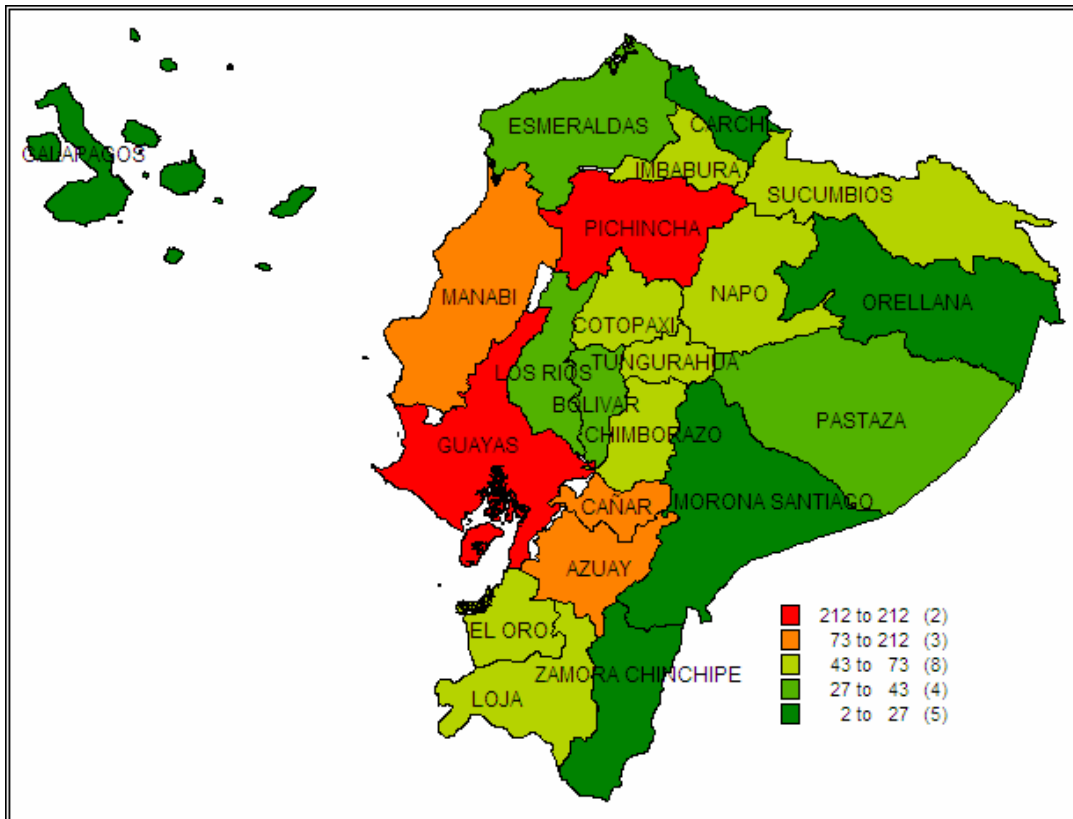 ESMERALDAS
CARCHI
GALAPAGOS
IMBABURA
SUCUMBIOS
PICHINCHA
MANABI
NAPO
ORELLANA
COTOPAXI
TUNGURAHUA
LOS RIOS
BOLIVAR
PASTAZA
CHIMBORAZO
GUAYAS
CAÑAR
MORONA SANTIAGO
AZUAY
EL ORO
ZAMORA CHINCHIPE
LOJA
212 to 212 (2)
73 to 212 (3)
43 to 73 (8)
27 to 43 (4)
2 to 27 (5)